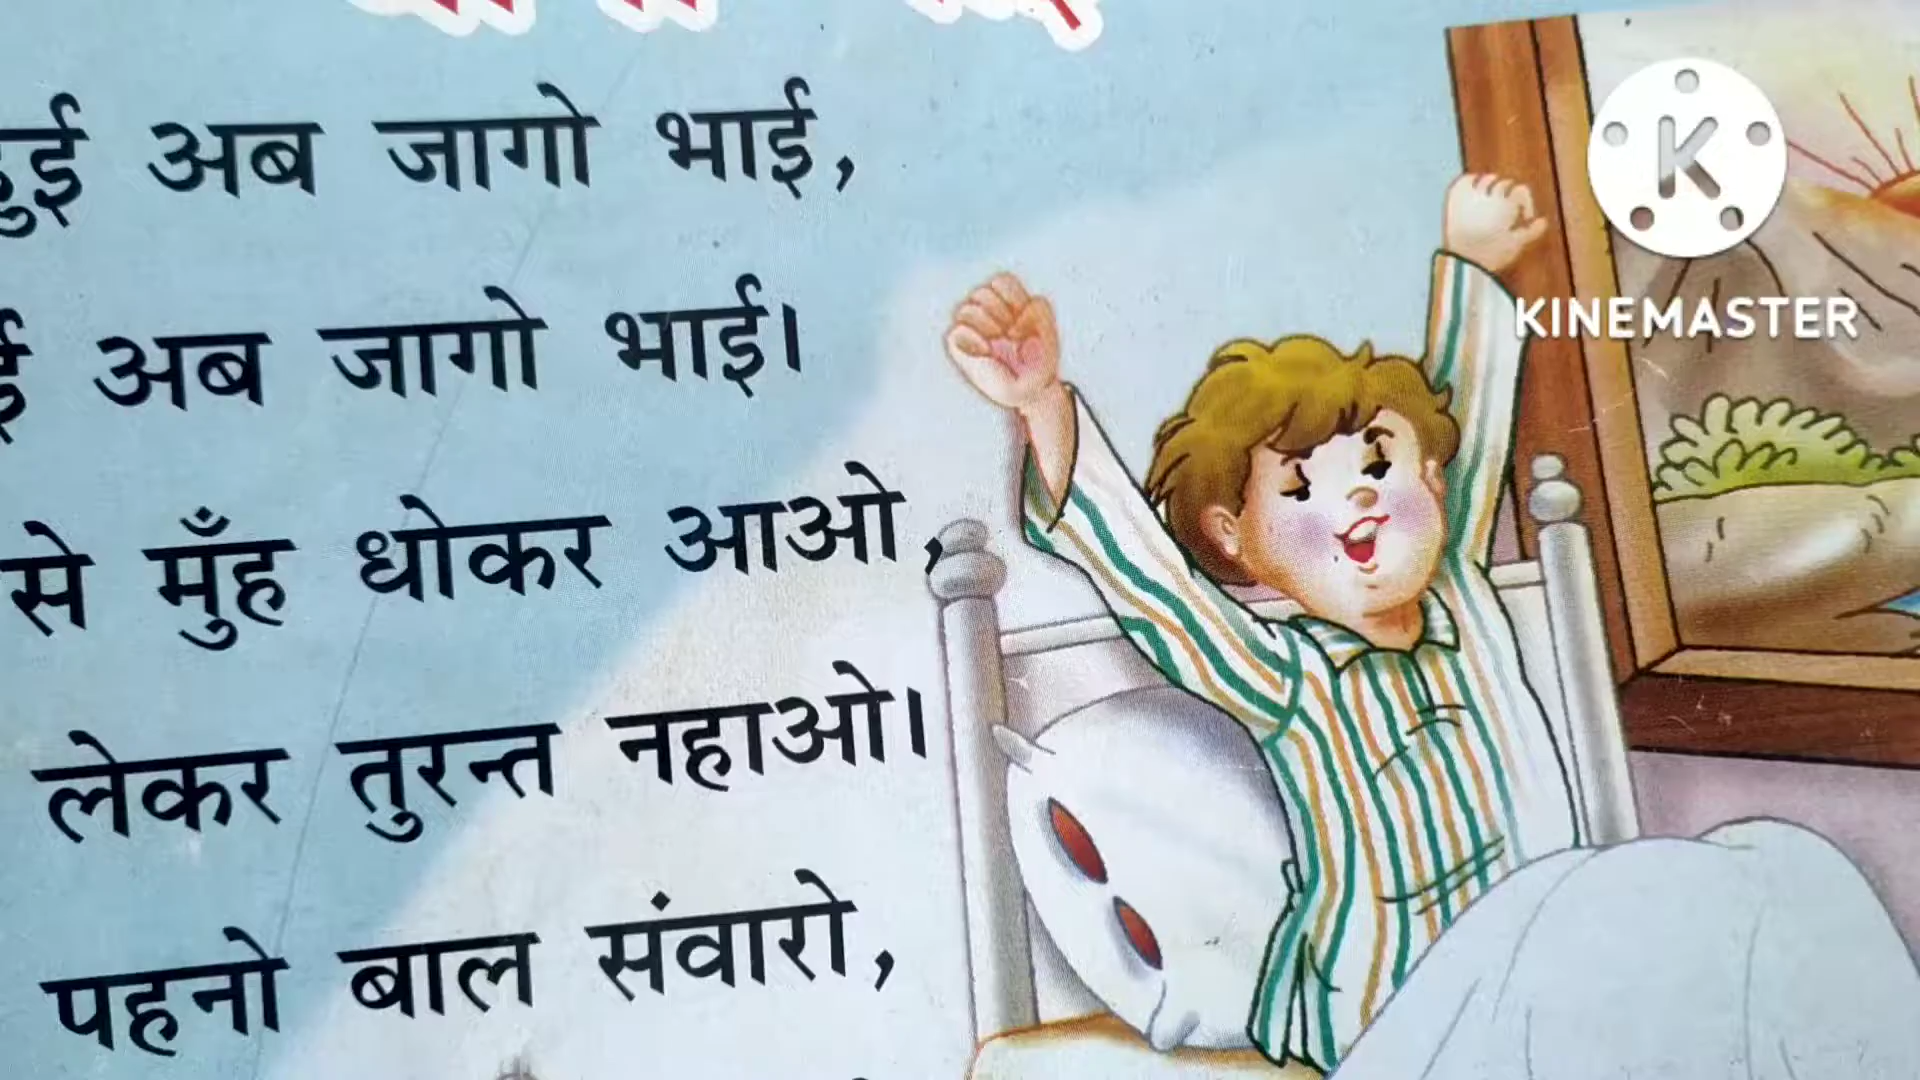 हुई अब जागो भाई,
अब जागो भाई।
से मुँह धोकर आओ,
लेकर तुरन्त नहाओ।
पहनो बाल संवारो,
K
KINEMASTER